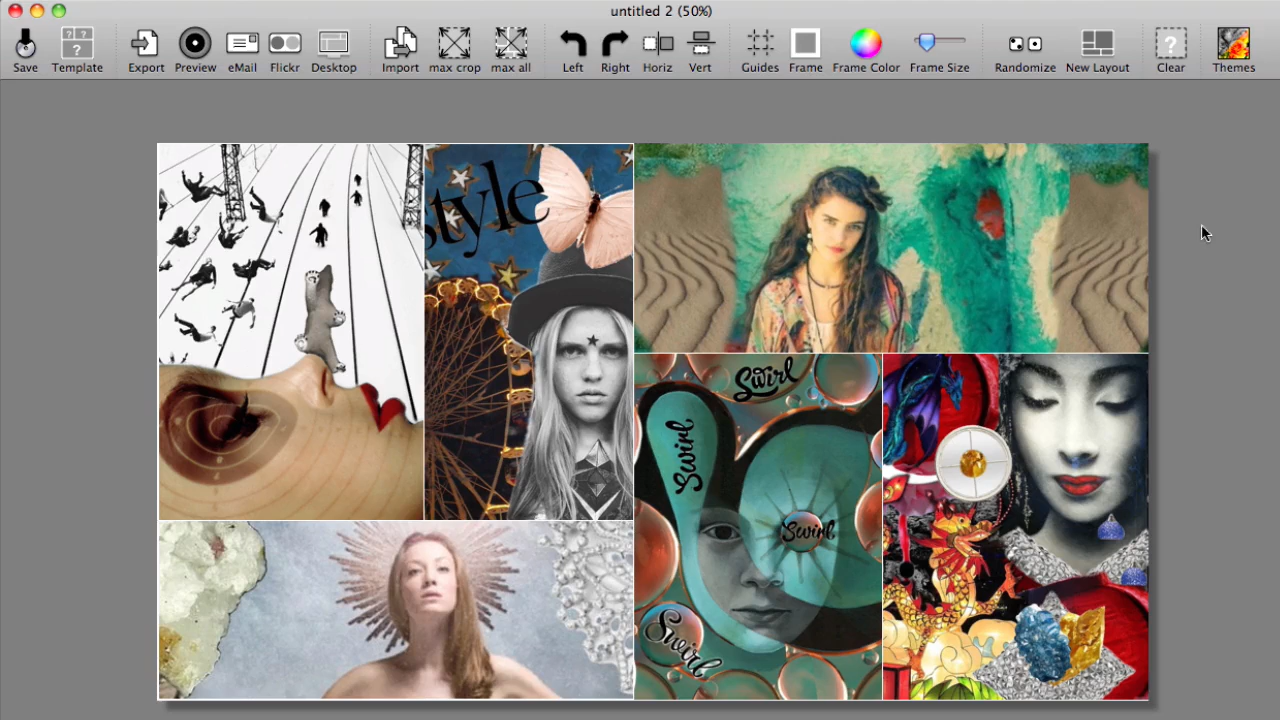 untitled 2 (50%)
Save Template Export Preview eMail Flickr Desktop Import max crop max all Left Right Horiz Vert Guides Frame Frame Color Frame Size Randomize New Layout Clear Themes
style
Swirl
Swirl
Swirl
Swirl